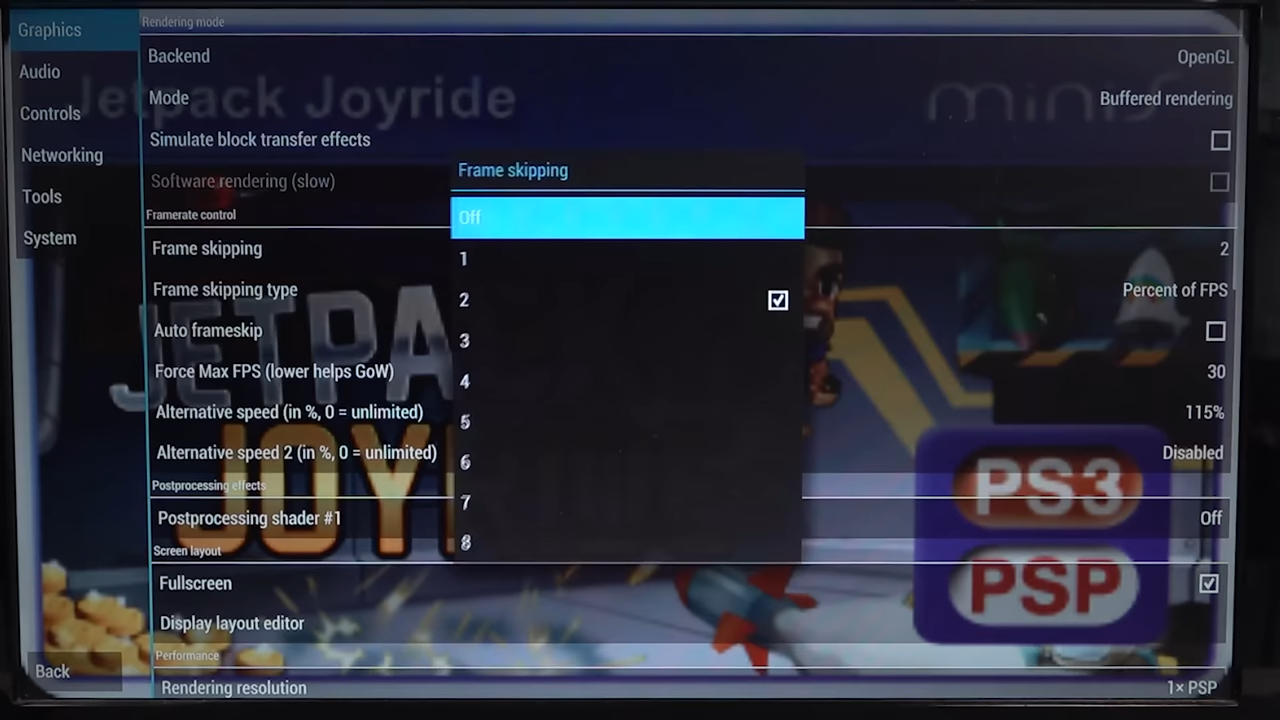 Graphics
Audio
Controls
Networking
Tools
System
Back
Rendering mode
Backend OpenGL
Mode Buffered rendering
Simulate block transfer effects
Software rendering (slow)
Framerate control
Frame skipping 2
Frame skipping type Percent of FPS
Auto frameskip
Force Max FPS (lower helps GoW) 30
Alternative speed (in %, 0 = unlimited) 115%
Alternative speed 2 (in %, 0 = unlimited) Disabled
Postprocessing effects
Postprocessing shader #1 Off
Screen layout
Fullscreen
Display layout editor
Performance
Rendering resolution 1× PSP
Frame skipping
Off
1
2
3
4
5
6
7
8
Jetpack Joyride
minis
PS3
PSP